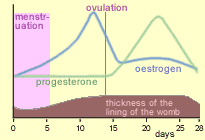 ovulation
menstr-
uation
oestrogen
progesterone
thickness of the
lining of the womb
0 5 10 15 20 25 28
days